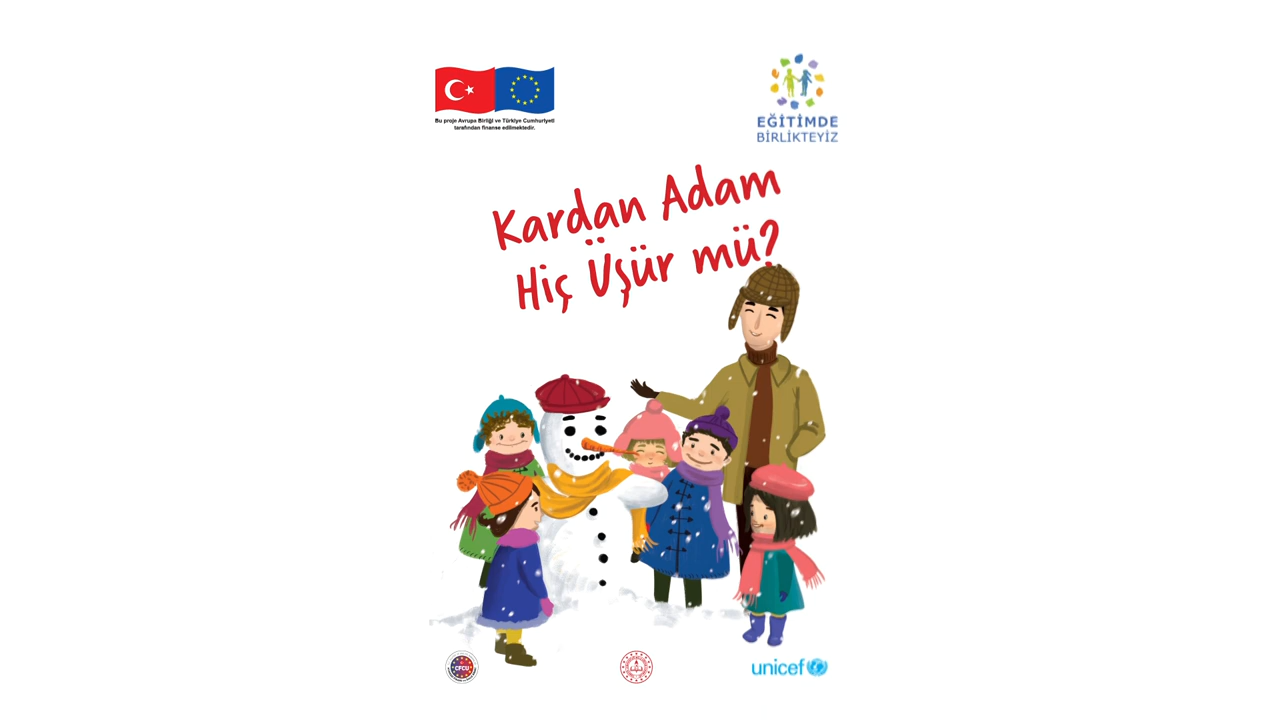 Bu proje Avrupa Birliği ve Türkiye Cumhuriyeti
tarafından finanse edilmektedir.
EĞİTİMDE
BİRLİKTEYİZ
Kardan Adam
Hiç Üşür mü?
CFCU
unicef